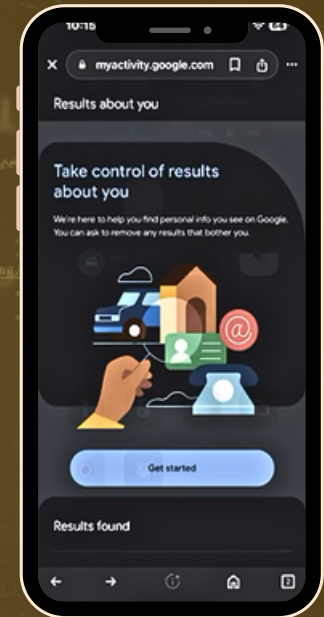 10:15
64
myactivity.google.com
Results about you
Take control of results
about you
We're here to help you find personal info you see on Google.
You can ask to remove any results that bother you.
@
Get started
Results found
2